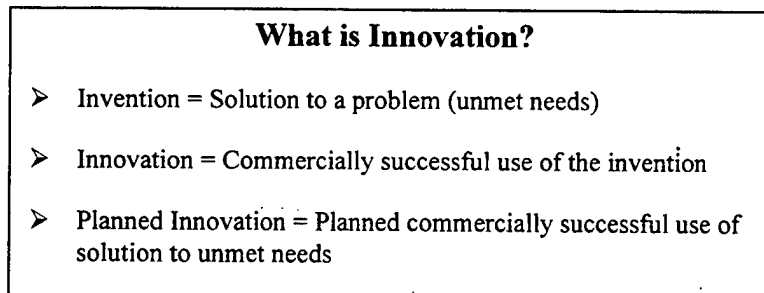 What is Innovation?
➢ Invention = Solution to a problem (unmet needs)
➢ Innovation = Commercially successful use of the invention
➢ Planned Innovation = Planned commercially successful use of
solution to unmet needs